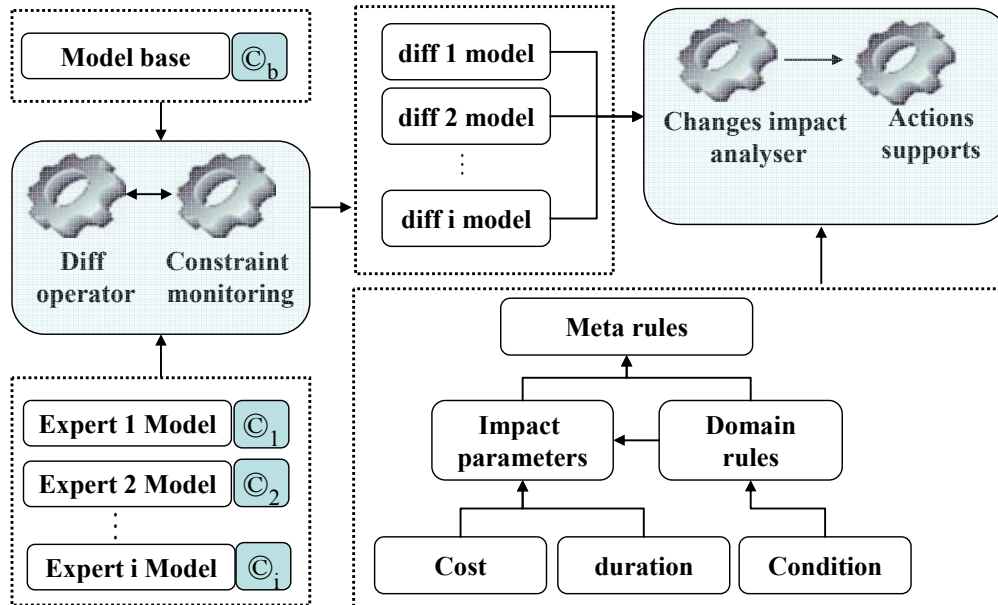 Model base ©b
Diff
operator
Constraint
monitoring
Expert 1 Model ©1
Expert 2 Model ©2
⋮
Expert i Model ©i
diff 1 model
diff 2 model
⋮
diff i model
Changes impact
analyser
Actions
supports
Meta rules
Impact
parameters
Domain
rules
Cost
duration
Condition